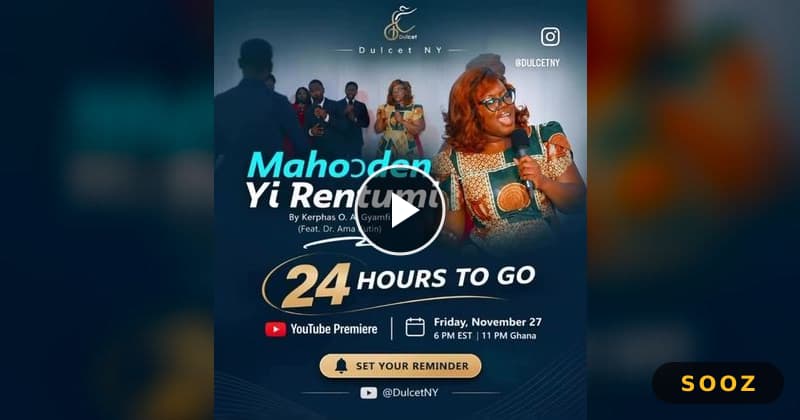 Dulcet
Dulcet NY
@DULCETNY
Mahoɔden
Yi Rentumi
By Kerphas O. A. Gyamfi
(Feat. Dr. Ama
24 HOURS TO GO
YouTube Premiere
Friday, November 27
6 PM EST | 11 PM Ghana
SET YOUR REMINDER
@DulcetNY
SOOZ